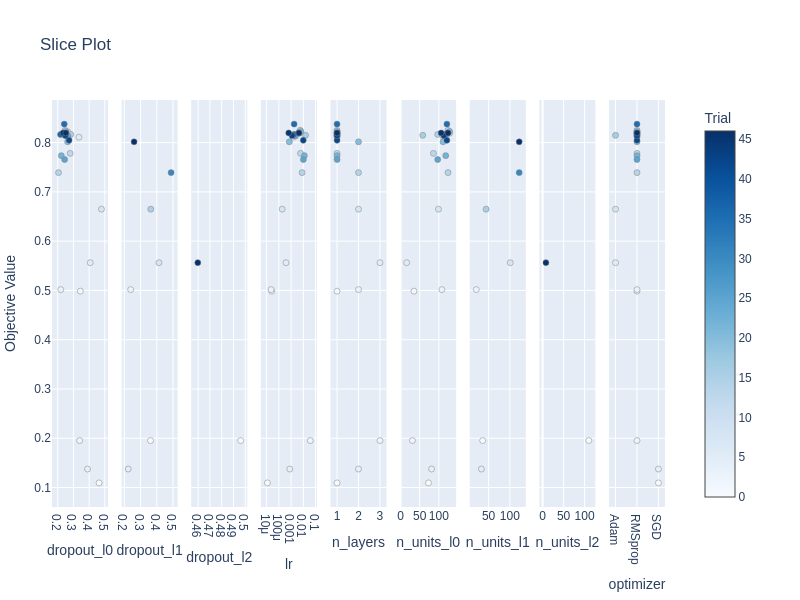 Slice Plot
Trial
Objective Value
0.8
0.7
0.6
0.5
0.4
0.3
0.2
0.1
0.2 0.3 0.4 0.5
dropout_l0
0.2 0.3 0.4 0.5
dropout_l1
0.46 0.47 0.48 0.49 0.5
dropout_l2
10μ 100μ 0.001 0.01 0.1
lr
1 2 3
n_layers
0 50 100
n_units_l0
50 100
n_units_l1
0 50 100
n_units_l2
Adam RMSprop SGD
optimizer
45
40
35
30
25
20
15
10
5
0